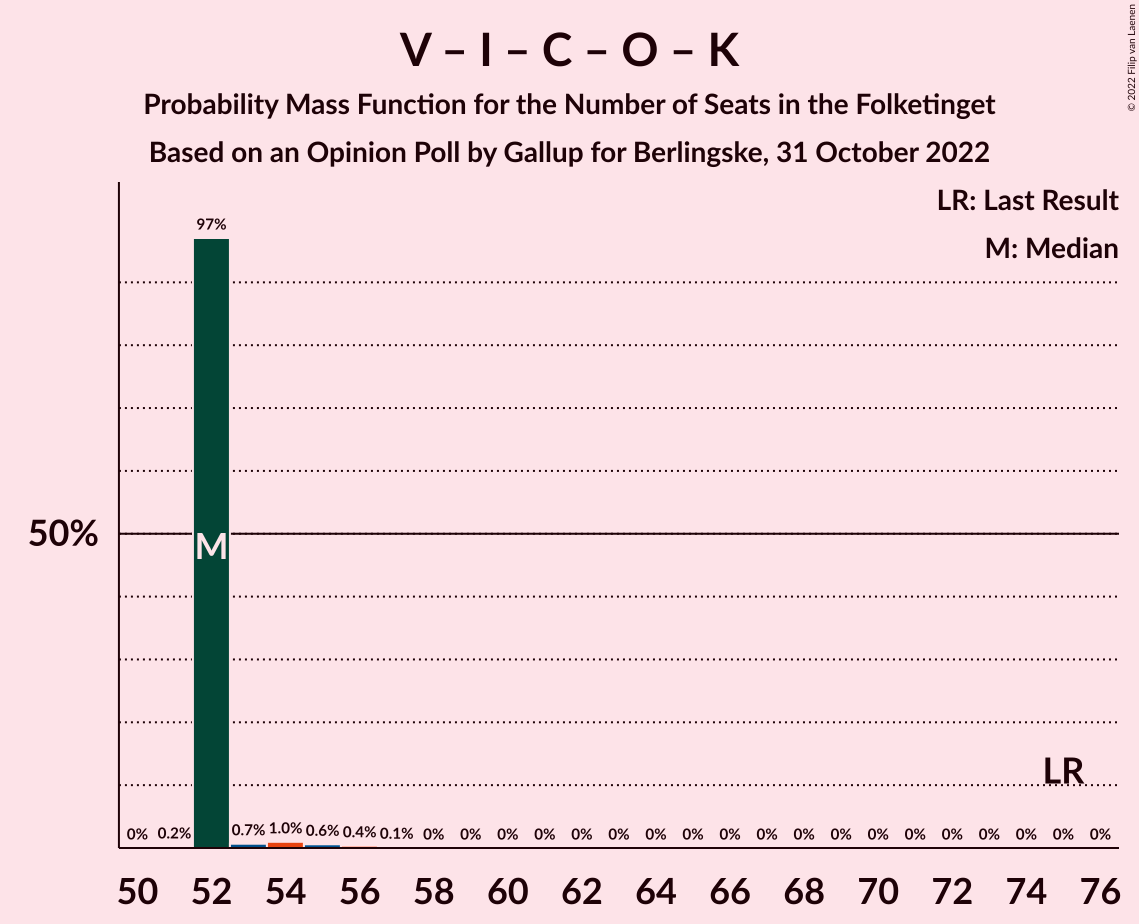 V – I – C – O – K
Probability Mass Function for the Number of Seats in the Folketinget
Based on an Opinion Poll by Gallup for Berlingske, 31 October 2022
© 2022 Filip van Laenen
LR: Last Result
M: Median
97%
50%
M
LR
0% 0.2% 0.7% 1.0% 0.6% 0.4% 0.1% 0% 0% 0% 0% 0% 0% 0% 0% 0% 0% 0% 0% 0% 0% 0% 0% 0% 0% 0%
50 52 54 56 58 60 62 64 66 68 70 72 74 76